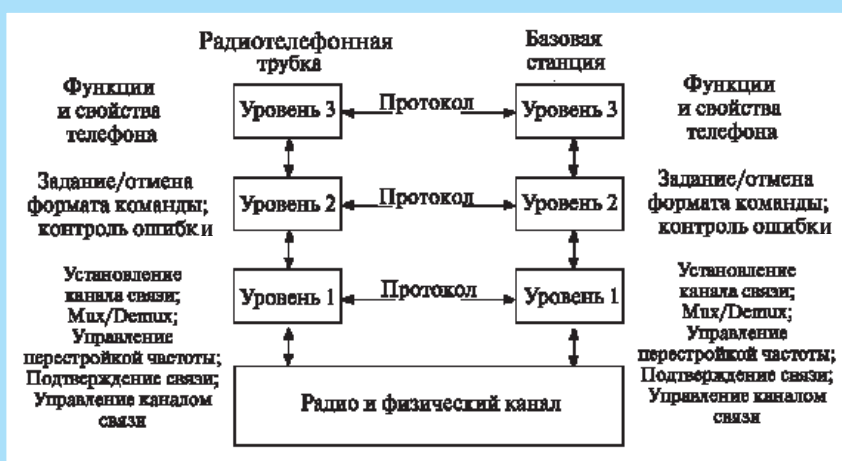 Радиотелефонная
трубка
Базовая
станция
Функции
и свойства
телефона
Уровень 3
Протокол
Уровень 3
Функции
и свойства
телефона
Задание/отмена
формата команды;
контроль ошибки
Уровень 2
Протокол
Уровень 2
Задание/отмена
формата команды;
контроль ошибки
Установление
канала связи;
Mux/Demux;
Управление
перестройкой частоты;
Подтверждение связи;
Управление каналом
связи
Уровень 1
Протокол
Уровень 1
Установление
канала связи;
Mux/Demux;
Управление
перестройкой частоты;
Подтверждение связи;
Управление каналом
связи
Радио и физический канал